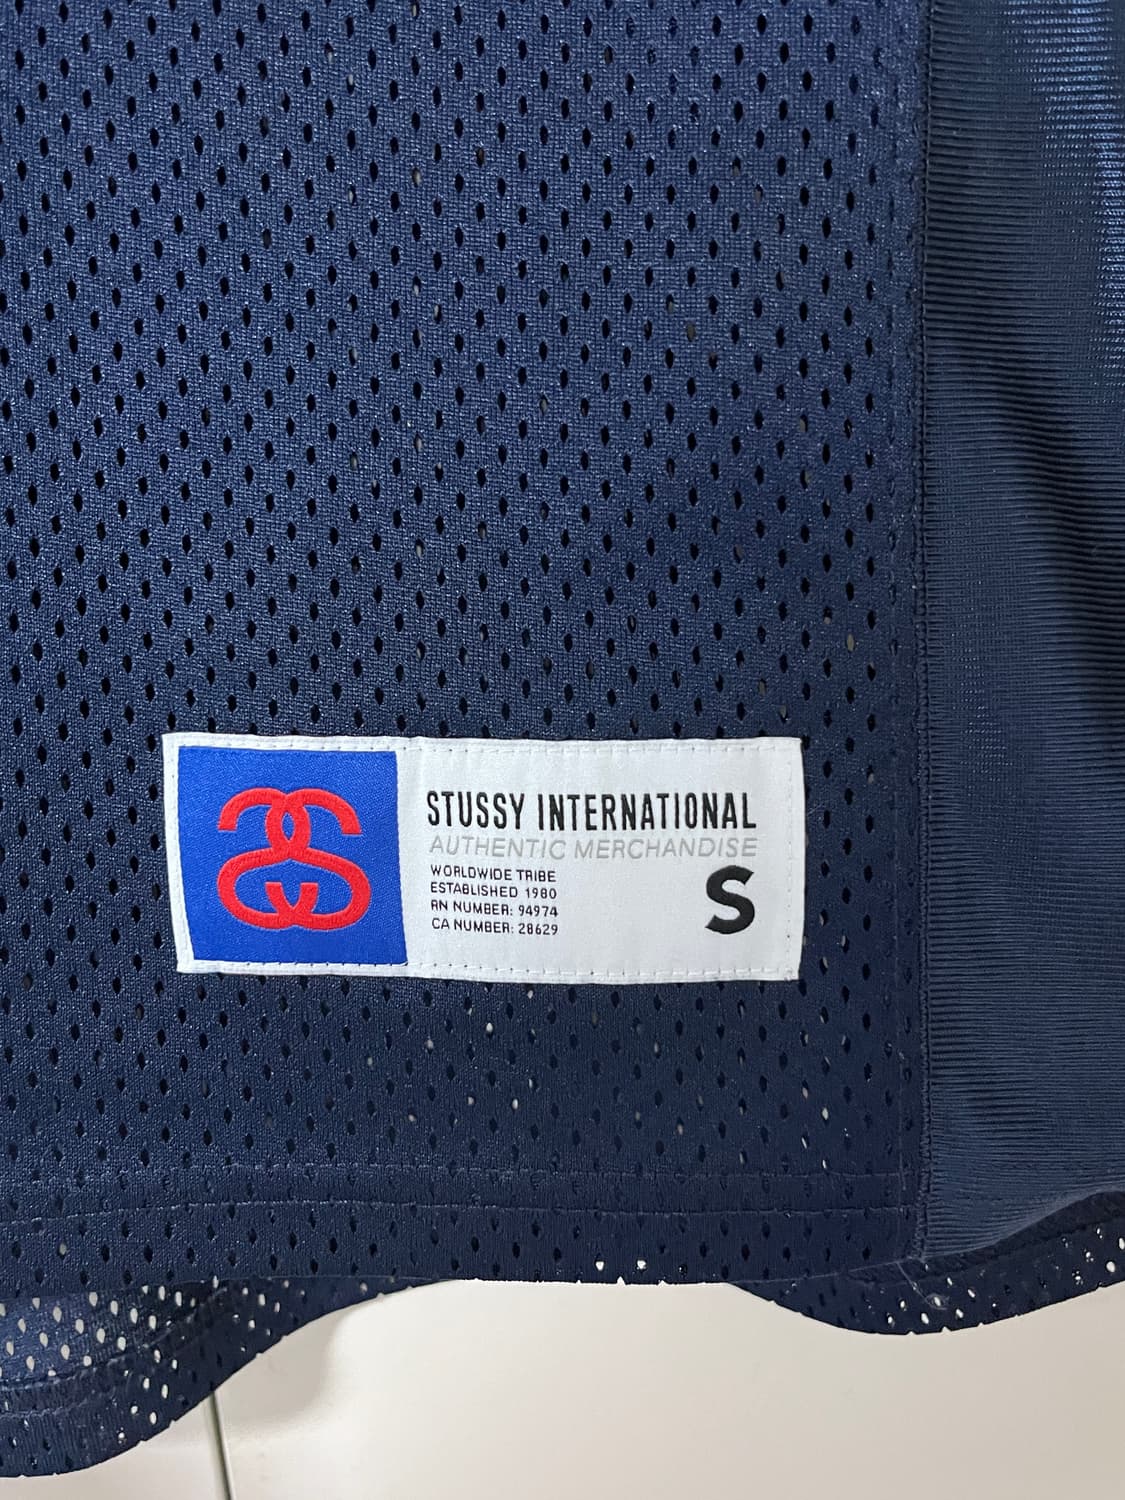 STUSSY INTERNATIONAL
AUTHENTIC MERCHANDISE
WORLDWIDE TRIBE
ESTABLISHED 1980
RN NUMBER: 94974
CA NUMBER: 28629
S